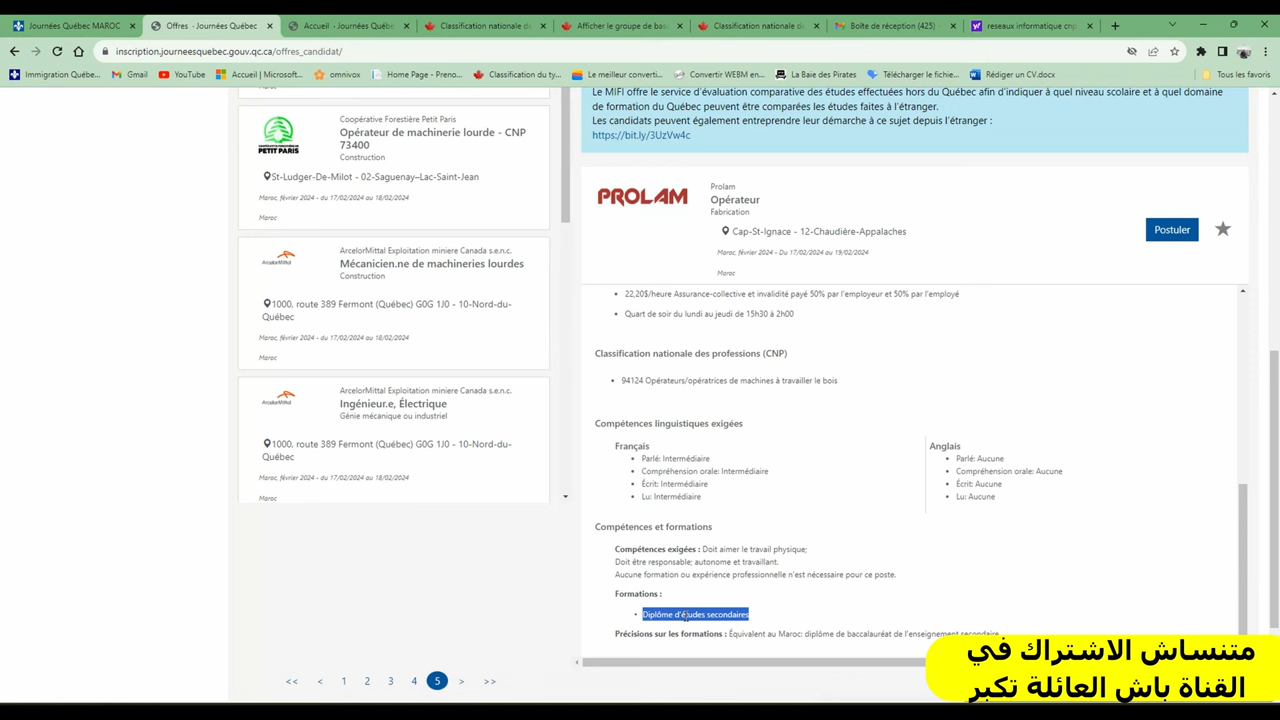 Journées Québec MAROC
Offres - Journées Québec
Accueil - Journées Québe
Classification nationale de
Afficher le groupe de bas
Classification nationale de
Boîte de réception (425) -
reseaux informatique cnp
inscription.journeesquebec.gouv.qc.ca/offres_candidat/
Immigration Québe...
Gmail
YouTube
Accueil | Microsoft...
omnivox
Home Page - Preno...
Classification du ty...
Le meilleur converti...
Convertir WEBM en...
La Baie des Pirates
Télécharger le fichie...
Rédiger un CV.docx
Tous les favoris
Coopérative Forestière Petit Paris
Opérateur de machinerie lourde - CNP
73400
Construction
PETIT PARIS
St-Ludger-De-Milot - 02-Saguenay–Lac-Saint-Jean
Maroc, février 2024 - du 17/02/2024 au 18/02/2024
Maroc
ArcelorMittal Exploitation miniere Canada s.e.n.c.
Mécanicien.ne de machineries lourdes
Construction
ArcelorMittal
1000, route 389 Fermont (Québec) G0G 1J0 - 10-Nord-du-
Québec
Maroc, février 2024 - du 17/02/2024 au 18/02/2024
Maroc
ArcelorMittal Exploitation miniere Canada s.e.n.c.
Ingénieur.e, Électrique
Génie mécanique ou industriel
ArcelorMittal
1000, route 389 Fermont (Québec) G0G 1J0 - 10-Nord-du-
Québec
Maroc, février 2024 - du 17/02/2024 au 18/02/2024
Maroc
<< < 1 2 3 4 5 > >>
Le MIFI offre le service d'évaluation comparative des études effectuées hors du Québec afin d'indiquer à quel niveau scolaire et à quel domaine
de formation du Québec peuvent être comparées les études faites à l'étranger.
Les candidats peuvent également entreprendre leur démarche à ce sujet depuis l'étranger :
https://bit.ly/3UzVw4c
PROLAM
Prolam
Opérateur
Fabrication
Cap-St-Ignace - 12-Chaudière-Appalaches
Maroc, février 2024 - Du 17/02/2024 au 19/02/2024
Maroc
Postuler
• 22,20$/heure Assurance-collective et invalidité payé 50% par l'employeur et 50% par l'employé
• Quart de soir du lundi au jeudi de 15h30 à 2h00
Classification nationale des professions (CNP)
• 94124 Opérateurs/opératrices de machines à travailler le bois
Compétences linguistiques exigées
Français
• Parlé: Intermédiaire
• Compréhension orale: Intermédiaire
• Écrit: Intermédiaire
• Lu: Intermédiaire
Anglais
• Parlé: Aucune
• Compréhension orale: Aucune
• Écrit: Aucune
• Lu: Aucune
Compétences et formations
Compétences exigées : Doit aimer le travail physique;
Doit être responsable; autonome et travaillant.
Aucune formation ou expérience professionnelle n'est nécessaire pour ce poste.
Formations :
• Diplôme d'études secondaires
Précisions sur les formations : Équivalent au Maroc: diplôme de baccalauréat de l'enseignement secondaire
متنساش الاشتراك في
القناة باش العائلة تكبر